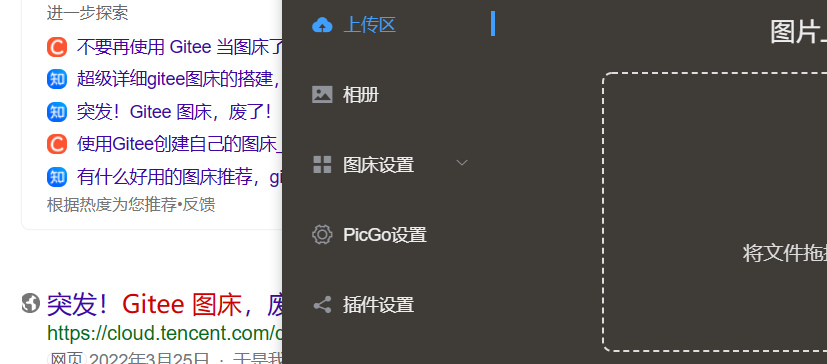 进一步探索
不要再使用 Gitee 当图床了
超级详细gitee图床的搭建，
突发！Gitee 图床，废了！
使用Gitee创建自己的图床_
有什么好用的图床推荐，gi
根据热度为您推荐•反馈
突发！Gitee 图床，废
https://cloud.tencent.com/
网页 2022年3月25日 · 于是我
上传区
相册
图床设置
PicGo设置
插件设置
图片
将文件拖